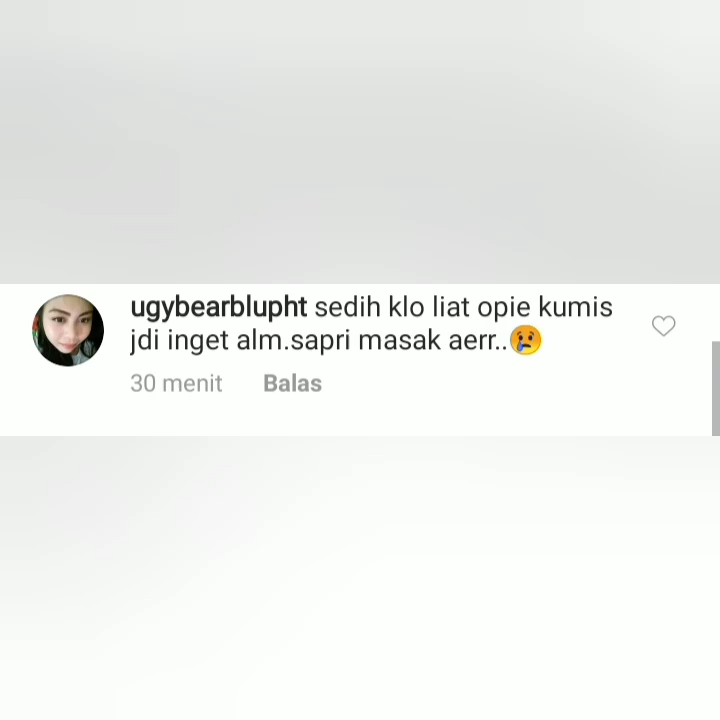 ugybearblupht sedih klo liat opie kumis
jdi inget alm.sapri masak aerr..😢
30 menit Balas